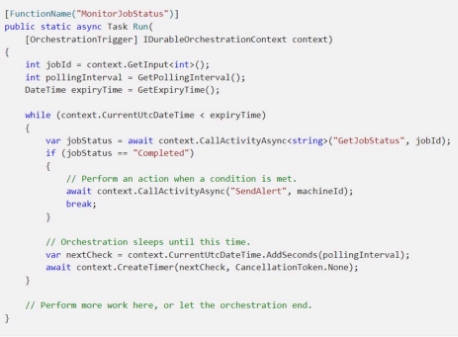 [FunctionName("MonitorJobStatus")]
public static async Task Run(
    [OrchestrationTrigger] IDurableOrchestrationContext context)
{
    int jobId = context.GetInput<int>();
    int pollingInterval = GetPollingInterval();
    DateTime expiryTime = GetExpiryTime();

    while (context.CurrentUtcDateTime < expiryTime)
    {
        var jobStatus = await context.CallActivityAsync<string>("GetJobStatus", jobId);
        if (jobStatus == "Completed")
        {
            // Perform an action when a condition is met.
            await context.CallActivityAsync("SendAlert", machineId);
            break;
        }

        // Orchestration sleeps until this time.
        var nextCheck = context.CurrentUtcDateTime.AddSeconds(pollingInterval);
        await context.CreateTimer(nextCheck, CancellationToken.None);
    }

    // Perform more work here, or let the orchestration end.
}